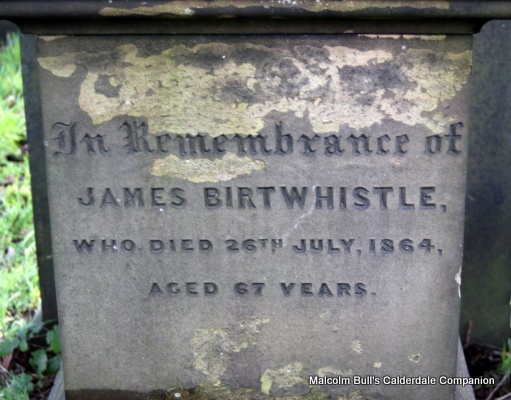 In Remembrance of
JAMES BIRTWHISTLE,
WHO DIED 26TH JULY, 1864,
AGED 67 YEARS.
Malcolm Bull's Calderdale Companion